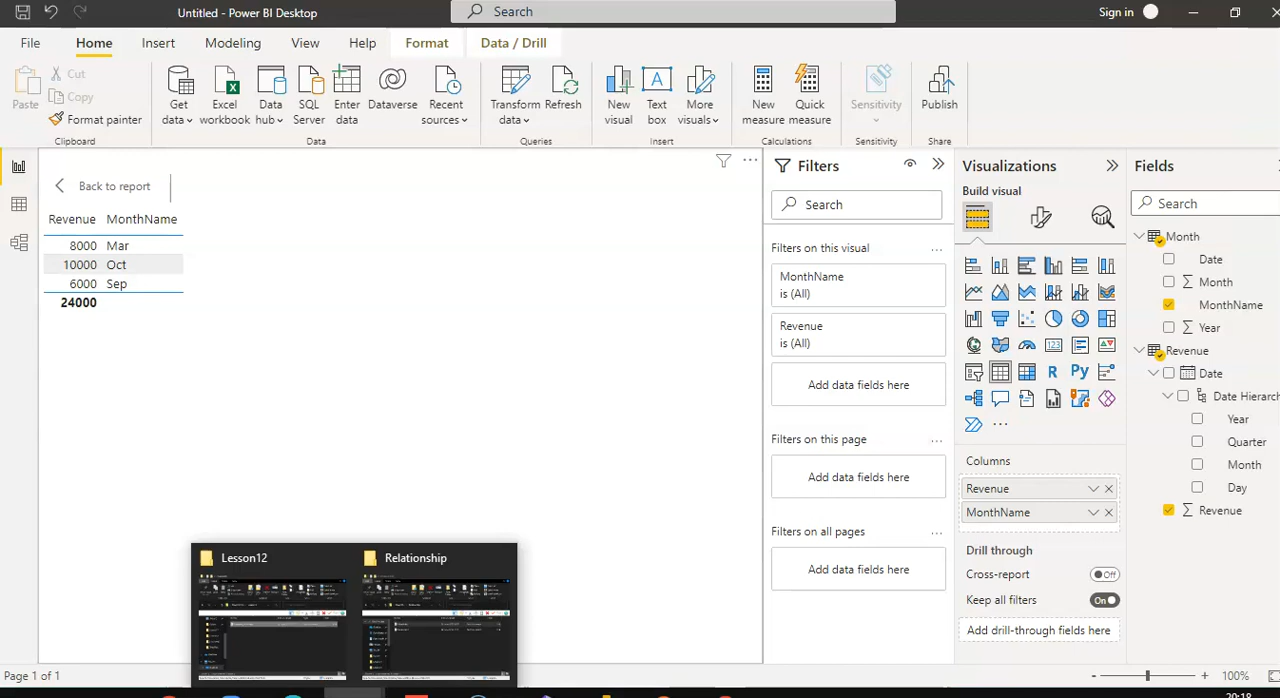 Untitled - Power BI Desktop
Search
Sign in
File
Home
Insert
Modeling
View
Help
Format
Data / Drill
Paste
Cut
Copy
Format painter
Clipboard
Get data
Excel workbook
Data hub
SQL Server
Enter data
Dataverse
Recent sources
Data
Transform data
Refresh
Queries
New visual
Text box
More visuals
Insert
New measure
Quick measure
Calculations
Sensitivity
Sensitivity
Publish
Share
Back to report
Revenue MonthName
8000 Mar
10000 Oct
6000 Sep
24000
Filters
Search
Filters on this visual
MonthName
is (All)
Revenue
is (All)
Add data fields here
Filters on this page
Add data fields here
Filters on all pages
Add data fields here
Visualizations
Build visual
123
R
Py
Columns
Revenue
MonthName
Drill through
Cross-report
Off
Keep all filters
On
Add drill-through fields here
Fields
Search
Month
Date
Month
MonthName
Year
Revenue
Date
Date Hierarch
Year
Quarter
Month
Day
Revenue
Lesson12
Relationship
Page 1 of 1
100%
20:18